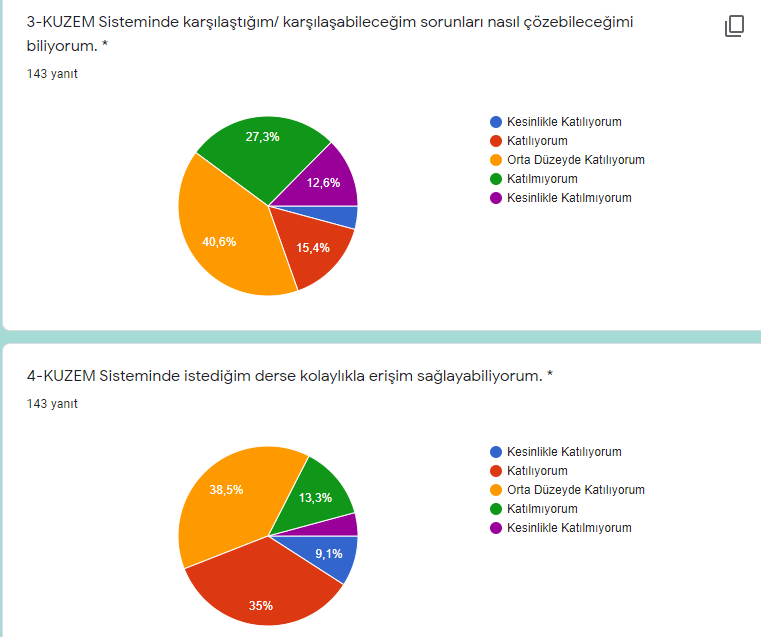 3-KUZEM Sisteminde karşılaştığım/ karşılaşabileceğim sorunları nasıl çözebileceğimi
biliyorum. *
143 yanıt
27,3%
12,6%
40,6%
15,4%
Kesinlikle Katılıyorum
Katılıyorum
Orta Düzeyde Katılıyorum
Katılmıyorum
Kesinlikle Katılmıyorum
4-KUZEM Sisteminde istediğim derse kolaylıkla erişim sağlayabiliyorum. *
143 yanıt
38,5%
13,3%
9,1%
35%
Kesinlikle Katılıyorum
Katılıyorum
Orta Düzeyde Katılıyorum
Katılmıyorum
Kesinlikle Katılmıyorum